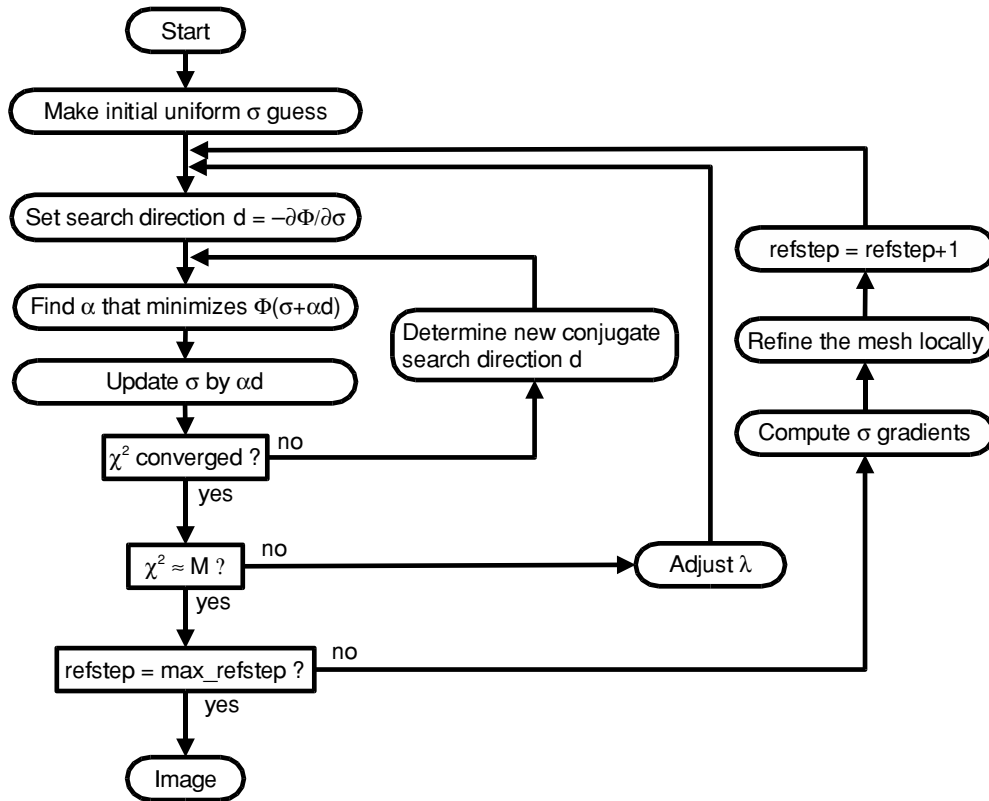 Start
Make initial uniform σ guess
Set search direction d = −∂Φ/∂σ
refstep = refstep+1
Find α that minimizes Φ(σ+αd)
Determine new conjugate
search direction d
Refine the mesh locally
Update σ by αd
Compute σ gradients
χ² converged ?
no
yes
χ² ≈ M ?
no
Adjust λ
yes
refstep = max_refstep ?
no
yes
Image